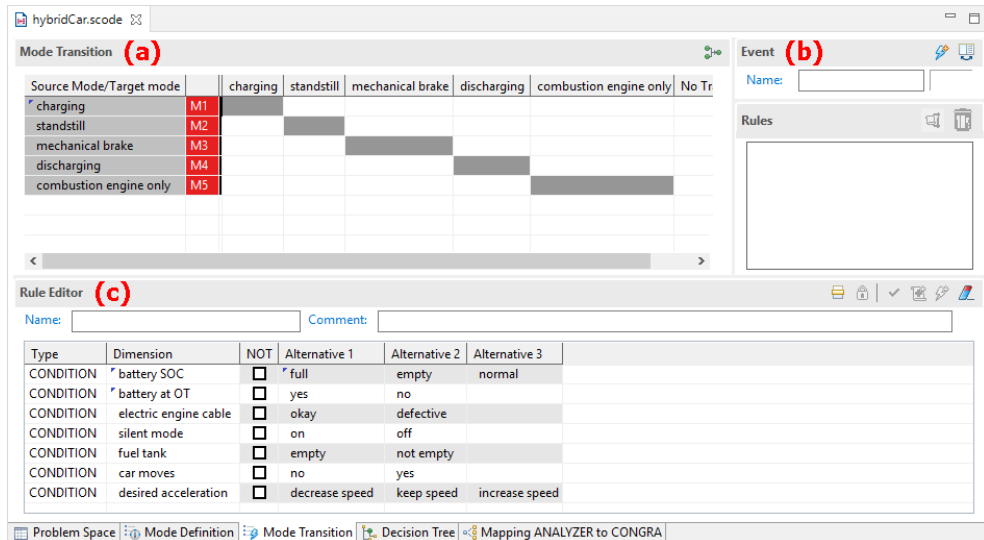 hybridCar.scode
Mode Transition (a)
Event (b)
Source Mode/Target mode charging standstill mechanical brake discharging combustion engine only No Tr
Name:
charging M1
standstill M2
Rules
mechanical brake M3
discharging M4
combustion engine only M5
Rule Editor (c)
Name: Comment:
Type Dimension NOT Alternative 1 Alternative 2 Alternative 3
CONDITION battery SOC full empty normal
CONDITION battery at OT yes no
CONDITION electric engine cable okay defective
CONDITION silent mode on off
CONDITION fuel tank empty not empty
CONDITION car moves no yes
CONDITION desired acceleration decrease speed keep speed increase speed
Problem Space Mode Definition Mode Transition Decision Tree Mapping ANALYZER to CONGRA